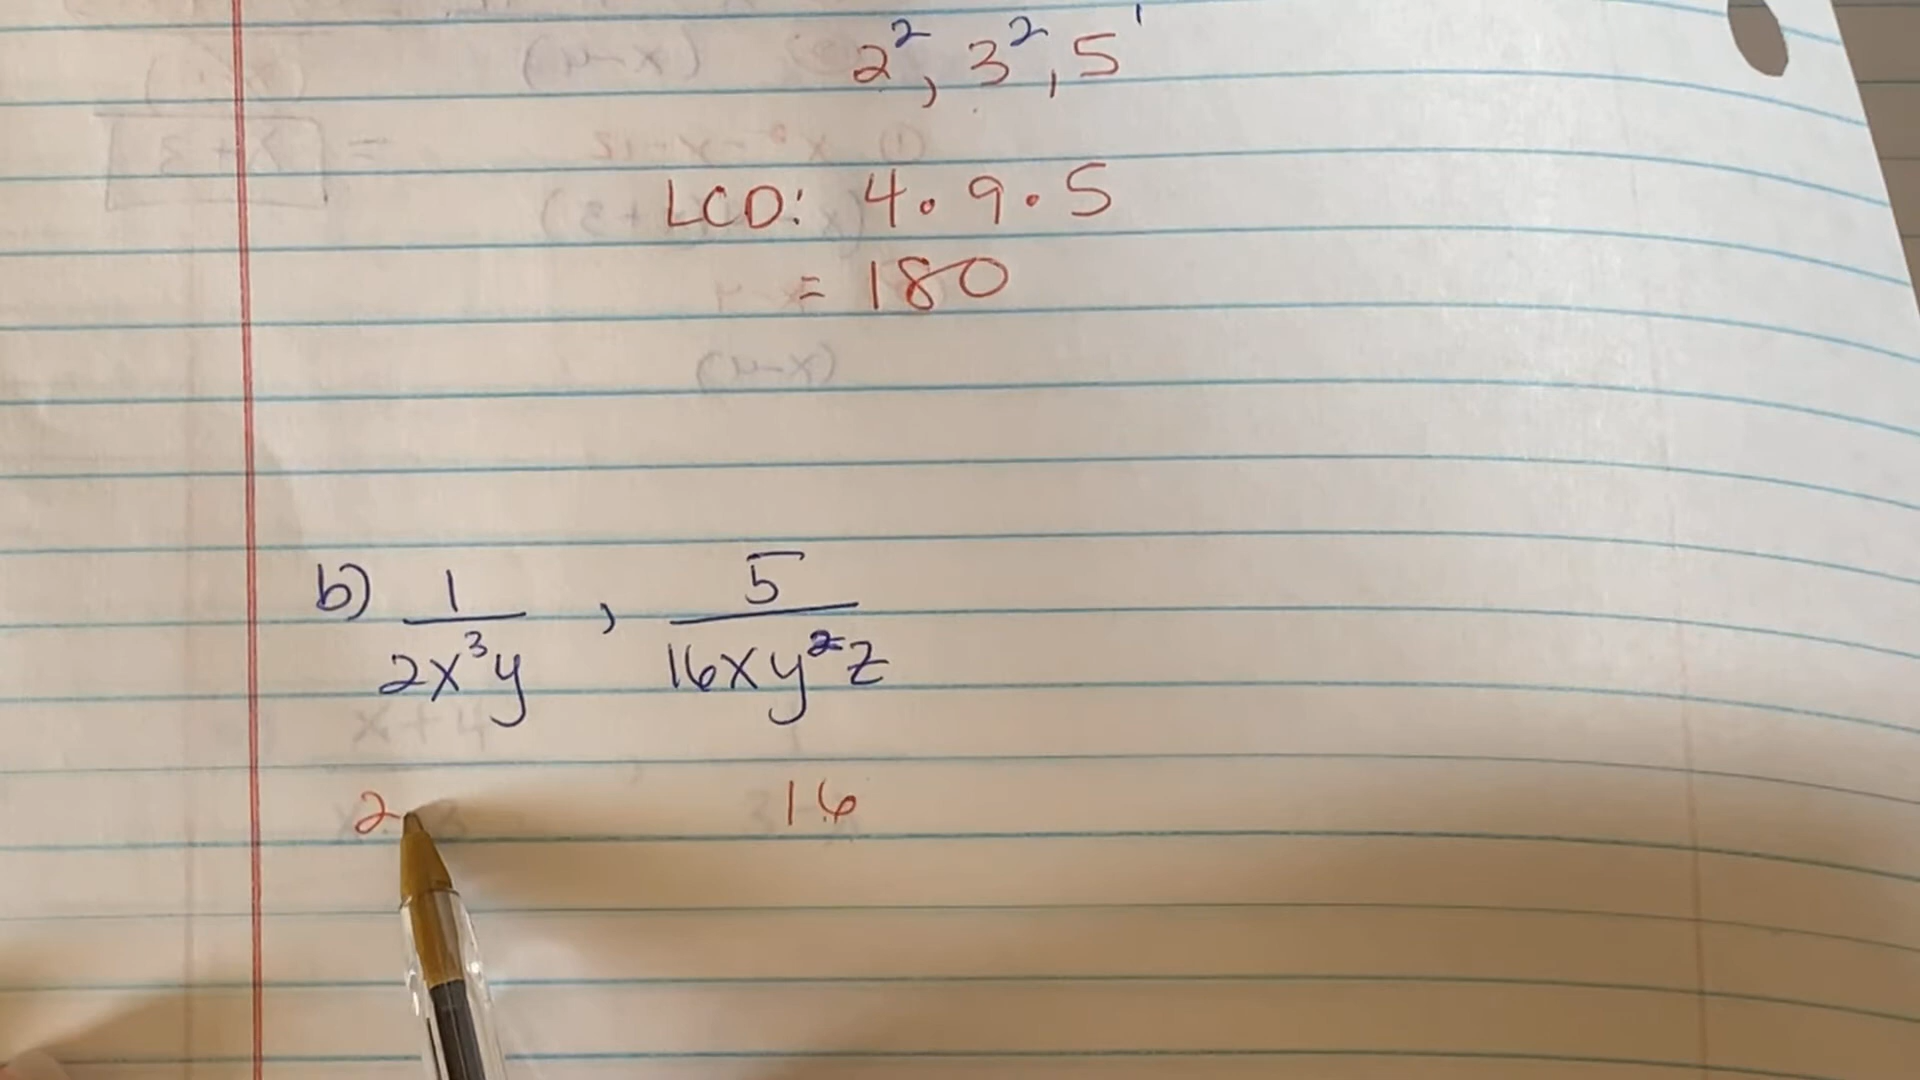 2², 3², 5¹
LCD: 4 • 9 • 5
= 180
b) 1/2x³y , 5/16xy²z
2 16